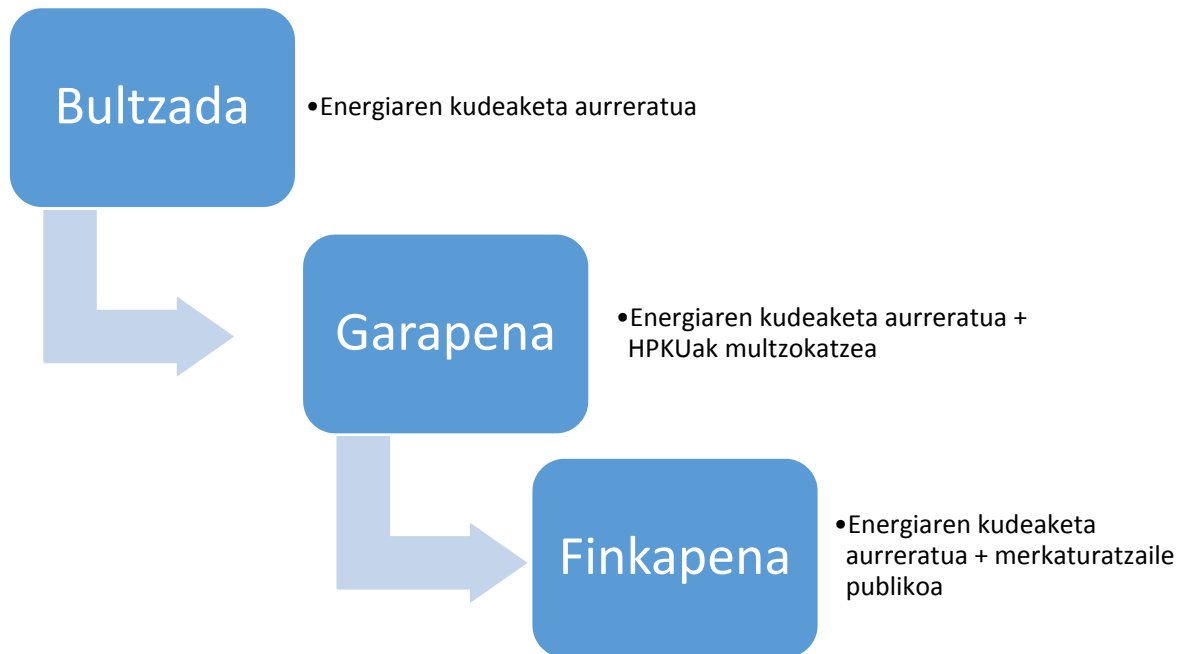 Bultzada
•Energiaren kudeaketa aurreratua
Garapena
•Energiaren kudeaketa aurreratua +
HPKUak multzokatzea
Finkapena
•Energiaren kudeaketa
aurreratua + merkaturatzaile
publikoa